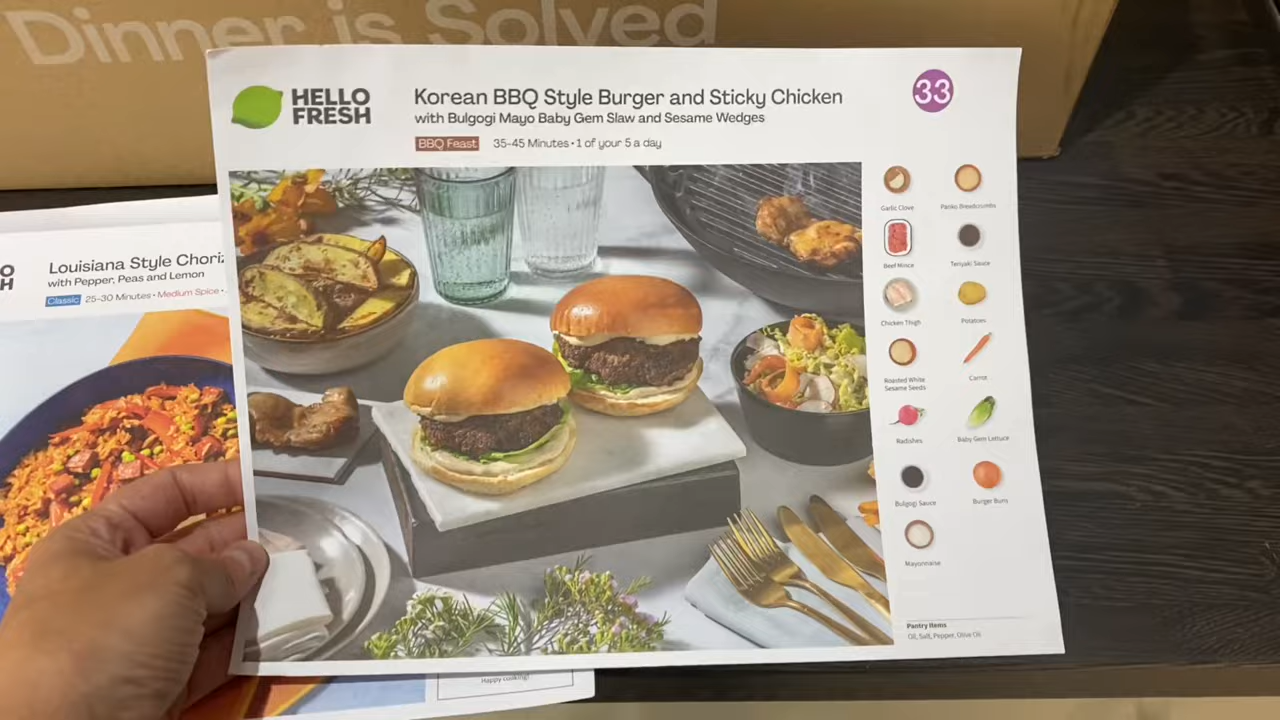 Dinner is Solved
HELLO
FRESH
Korean BBQ Style Burger and Sticky Chicken
with Bulgogi Mayo Baby Gem Slaw and Sesame Wedges
BBQ Feast 35-45 Minutes • 1 of your 5 a day
33
Garlic Clove
Panko Breadcrumbs
Beef Mince
Teriyaki Sauce
Chicken Thigh
Potatoes
Roasted White
Sesame Seeds
Carrot
Radishes
Baby Gem Lettuce
Bulgogi Sauce
Burger Buns
Mayonnaise
Pantry Items
Oil, Salt, Pepper, Olive Oil
O
H
Louisiana Style Choriz
with Pepper, Peas and Lemon
Classic 25-30 Minutes • Medium Spice •
Happy cooking!